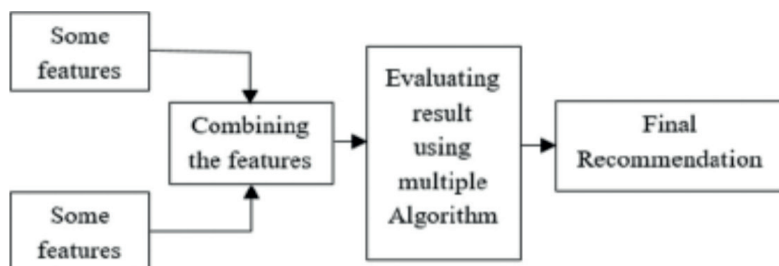 Some
features
Combining
the features
Some
features
Evaluating
result
using
multiple
Algorithm
Final
Recommendation